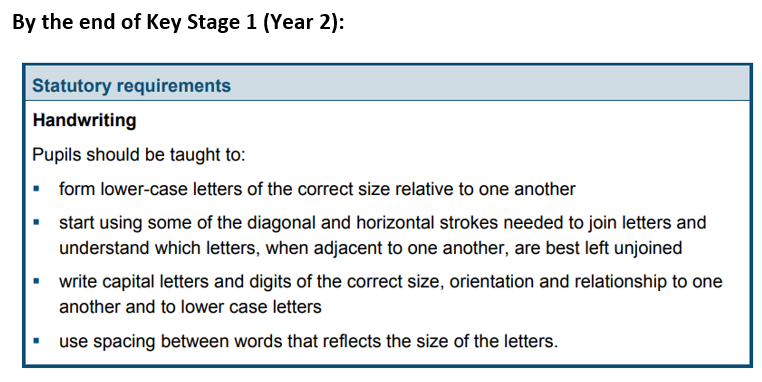 By the end of Key Stage 1 (Year 2):
Statutory requirements
Handwriting
Pupils should be taught to:
▪ form lower-case letters of the correct size relative to one another
▪ start using some of the diagonal and horizontal strokes needed to join letters and
understand which letters, when adjacent to one another, are best left unjoined
▪ write capital letters and digits of the correct size, orientation and relationship to one
another and to lower case letters
▪ use spacing between words that reflects the size of the letters.